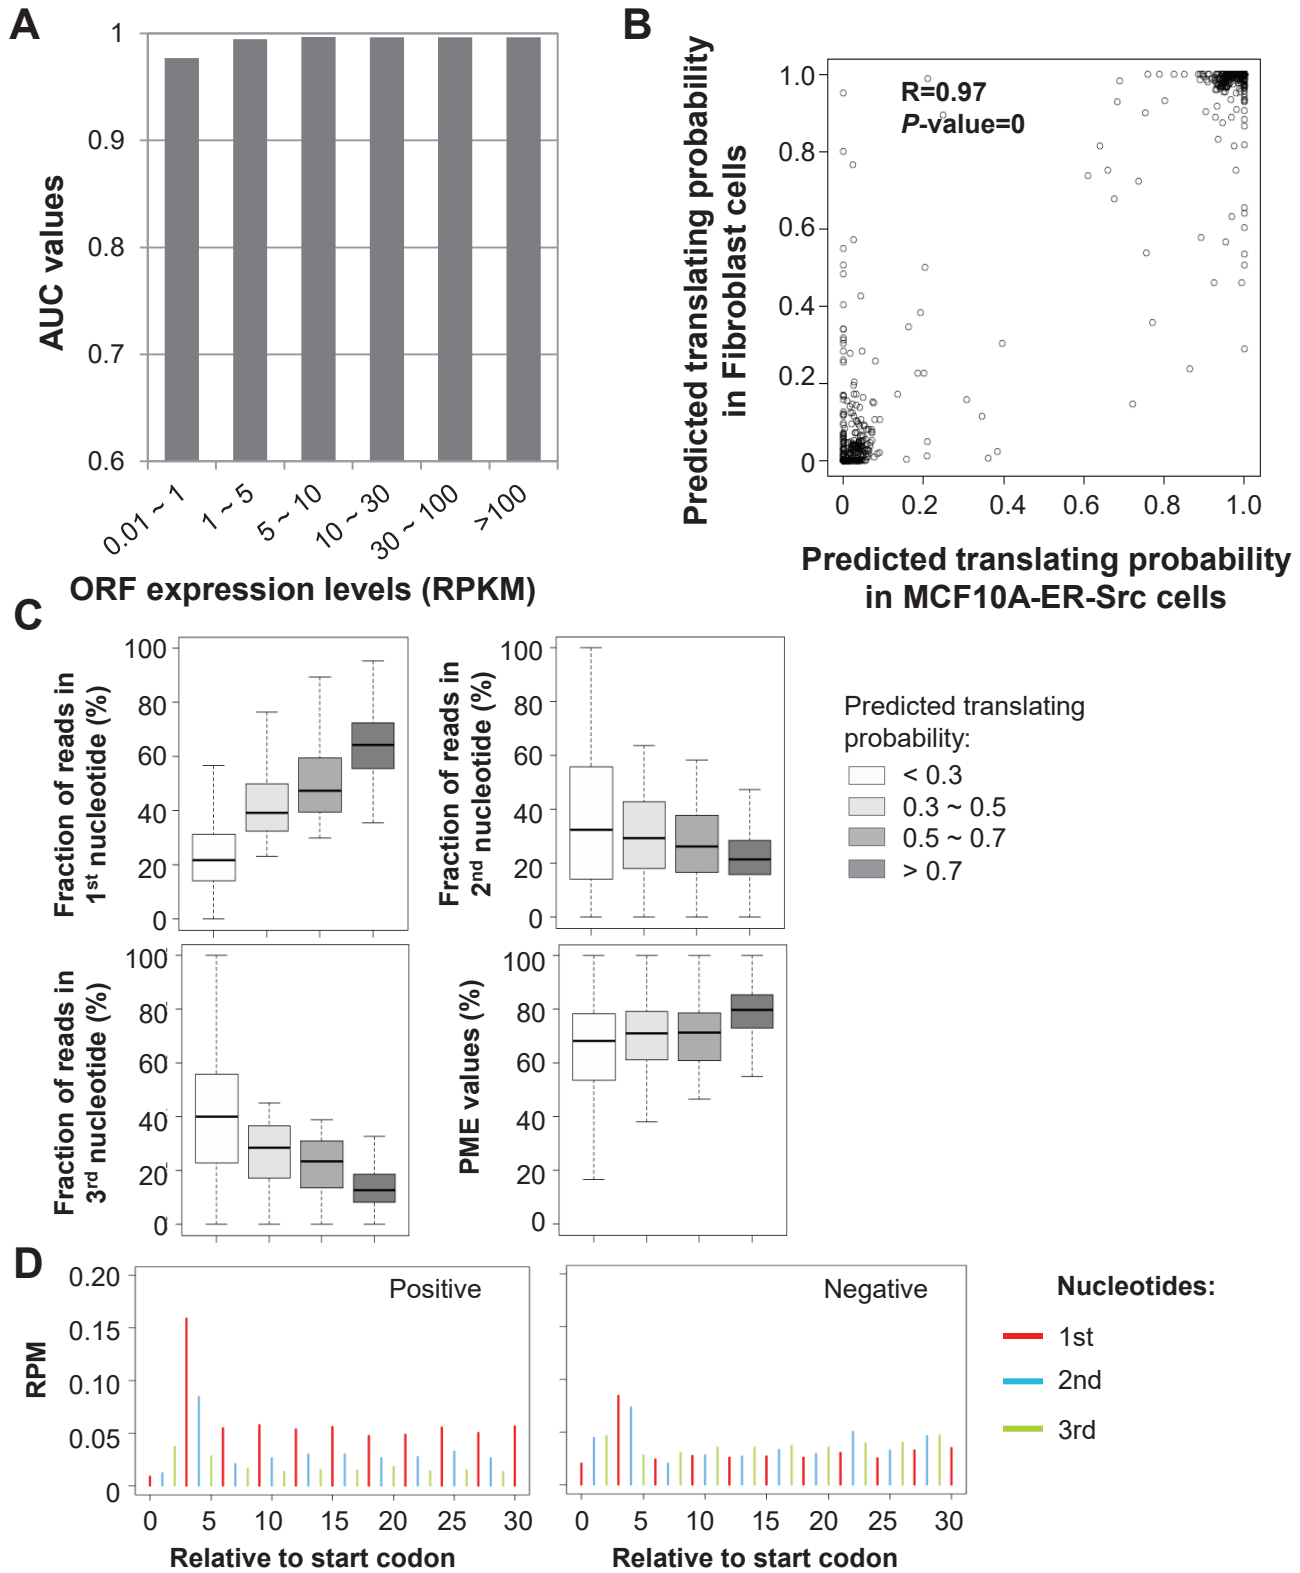 A
1
0.9
0.8
0.7
0.6
AUC values
0.01 ~ 1
1 ~ 5
5 ~ 10
10 ~ 30
30 ~ 100
>100
ORF expression levels (RPKM)
B
R=0.97
P-value=0
1.0
0.8
0.6
0.4
0.2
0
Predicted translating probability
in Fibroblast cells
0
0.2
0.4
0.6
0.8
1.0
Predicted translating probability
in MCF10A-ER-Src cells
C
Fraction of reads in
1st nucleotide (%)
100
80
60
40
20
0
Fraction of reads in
2nd nucleotide (%)
100
80
60
40
20
0
Predicted translating
probability:
< 0.3
0.3 ~ 0.5
0.5 ~ 0.7
> 0.7
Fraction of reads in
3rd nucleotide (%)
100
80
60
40
20
0
PME values (%)
100
80
60
40
20
0
D
RPM
0.20
0.15
0.10
0.05
0
Positive
0
5
10
15
20
25
30
Relative to start codon
Negative
0
5
10
15
20
25
30
Relative to start codon
Nucleotides:
1st
2nd
3rd